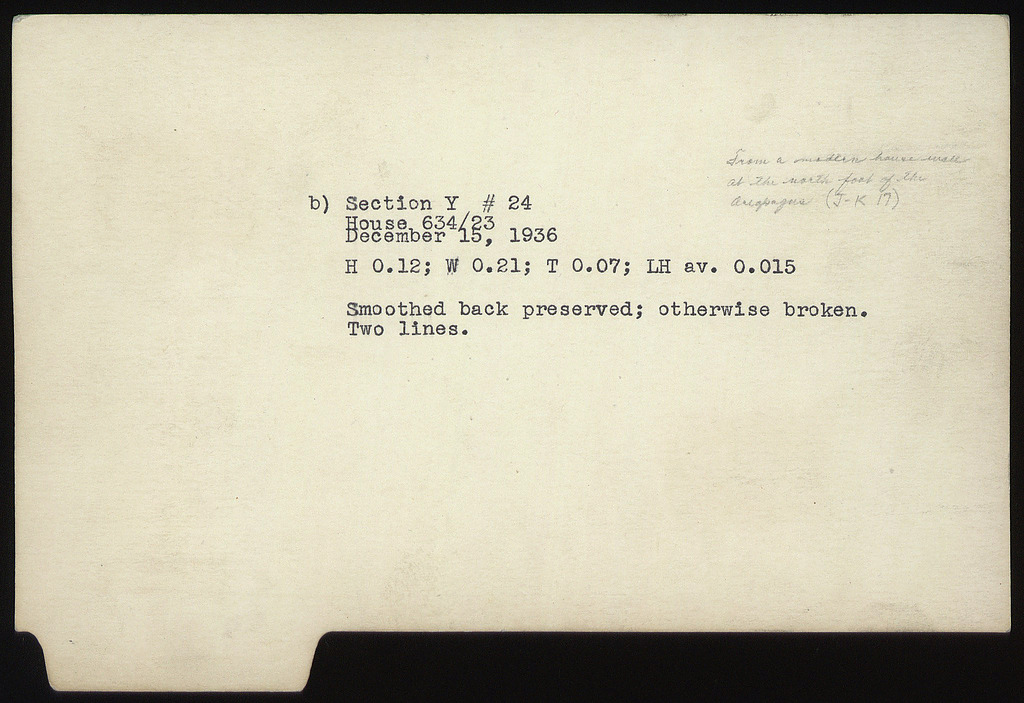 From a modern house wall
at the north foot of the
Areopagus (J-K 17)
b) Section Y # 24
House 634/23
December 15, 1936
H 0.12; W 0.21; T 0.07; LH av. 0.015
Smoothed back preserved; otherwise broken.
Two lines.